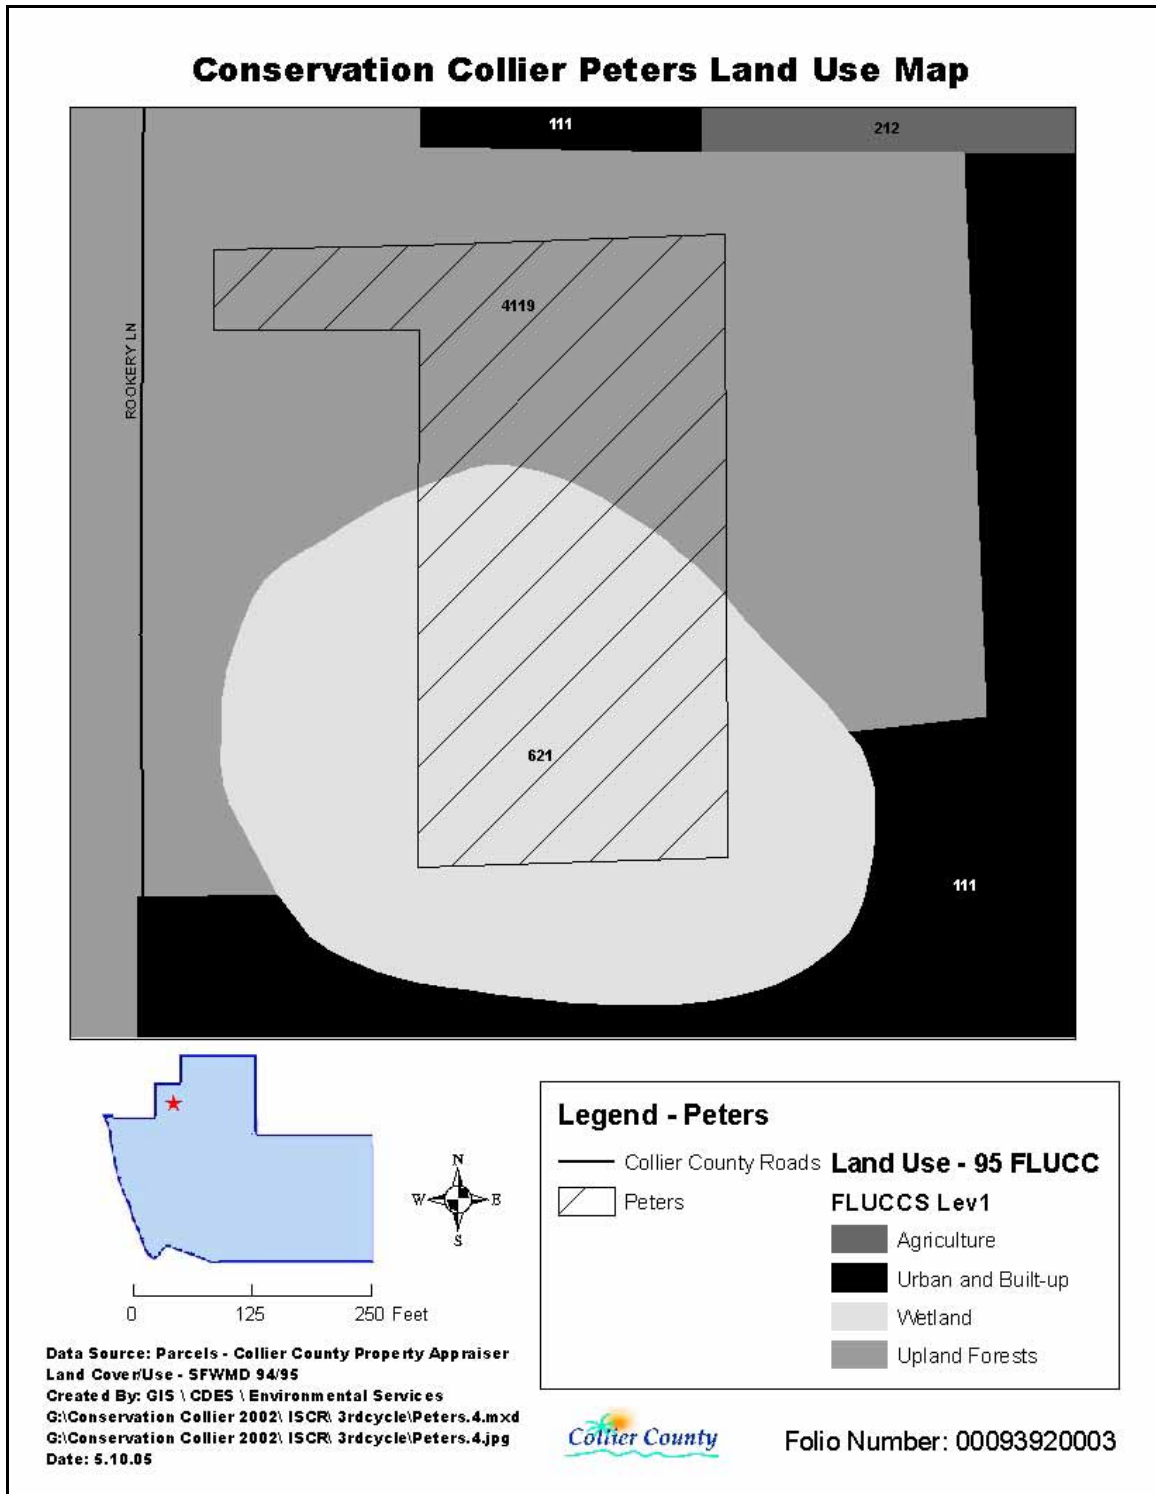 Conservation Collier Peters Land Use Map
111
212
4119
ROOKERY LN
621
111
N
W E
S
0 125 250 Feet
Legend - Peters
Collier County Roads
Peters
Land Use - 95 FLUCC
FLUCCS Lev1
Agriculture
Urban and Built-up
Wetland
Upland Forests
Data Source: Parcels - Collier County Property Appraiser
Land Cover/Use - SFWMD 94/95
Created By: GIS \ CDES \ Environmental Services
G:\Conservation Collier 2002\ ISCR\ 3rdcycle\Peters.4.mxd
G:\Conservation Collier 2002\ ISCR\ 3rdcycle\Peters.4.jpg
Date: 5.10.05
Collier County
Folio Number: 00093920003